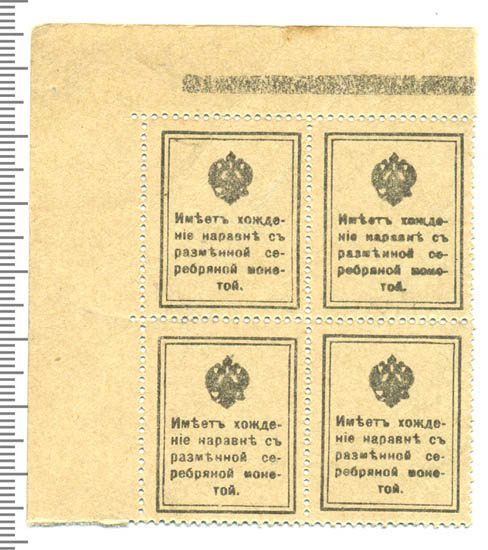 Имѣетъ хожде-
ніе наравнѣ съ
размѣнной се-
ребряной моне-
той.
Имѣетъ хожде-
ніе наравнѣ съ
размѣнной се-
ребряной моне-
той.
Имѣетъ хожде-
ніе наравнѣ съ
размѣнной се-
ребряной моне-
той.
Имѣетъ хожде-
ніе наравнѣ съ
размѣнной се-
ребряной моне-
той.